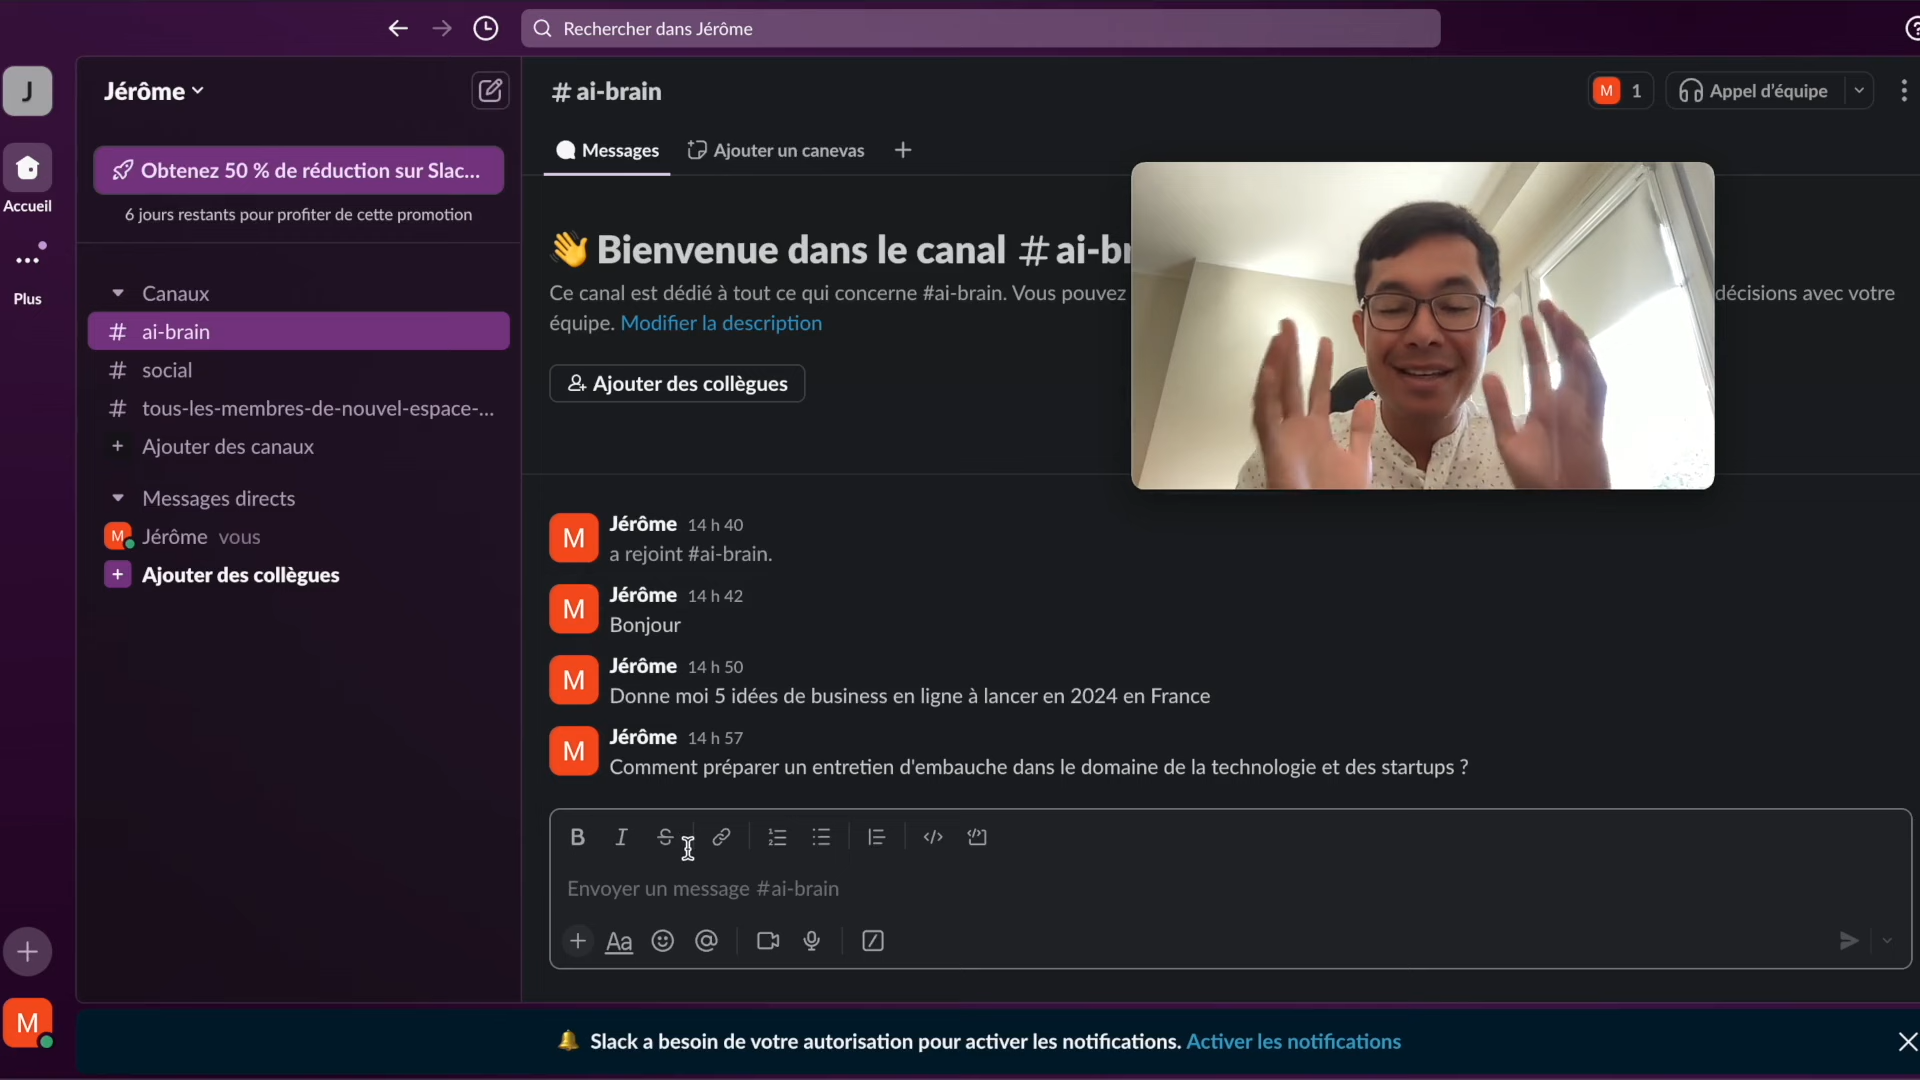 Rechercher dans Jérôme
J
Accueil
Plus
Jérôme
Obtenez 50 % de réduction sur Slac...
6 jours restants pour profiter de cette promotion
Canaux
# ai-brain
# social
# tous-les-membres-de-nouvel-espace-...
+ Ajouter des canaux
Messages directs
M Jérôme vous
+ Ajouter des collègues
M
# ai-brain
M 1
Appel d'équipe
Messages
Ajouter un canevas
👋 Bienvenue dans le canal # ai-br
Ce canal est dédié à tout ce qui concerne #ai-brain. Vous pouvez
décisions avec votre
équipe. Modifier la description
Ajouter des collègues
M
Jérôme 14 h 40
a rejoint #ai-brain.
M
Jérôme 14 h 42
Bonjour
M
Jérôme 14 h 50
Donne moi 5 idées de business en ligne à lancer en 2024 en France
M
Jérôme 14 h 57
Comment préparer un entretien d'embauche dans le domaine de la technologie et des startups ?
B I S
Envoyer un message #ai-brain
+ Aa @
🔔 Slack a besoin de votre autorisation pour activer les notifications. Activer les notifications